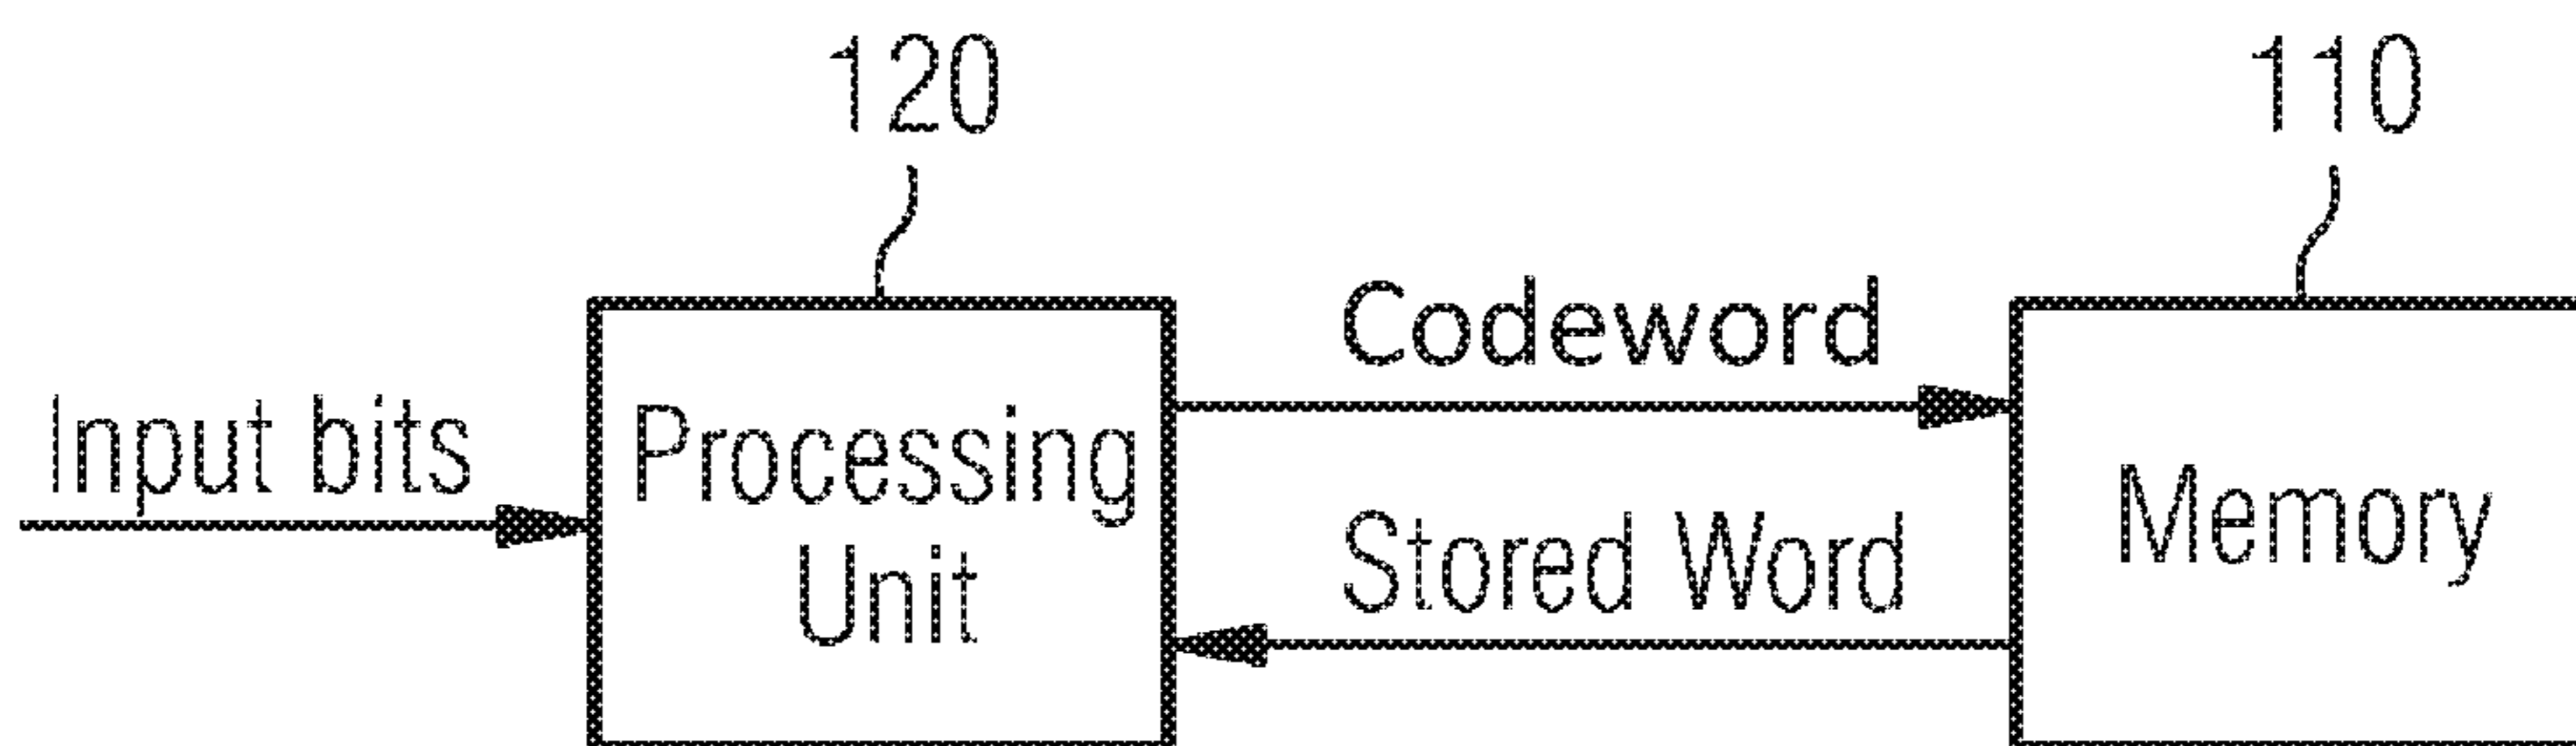 120
110
Codeword
Input bits
Processing
Unit
Stored Word
Memory